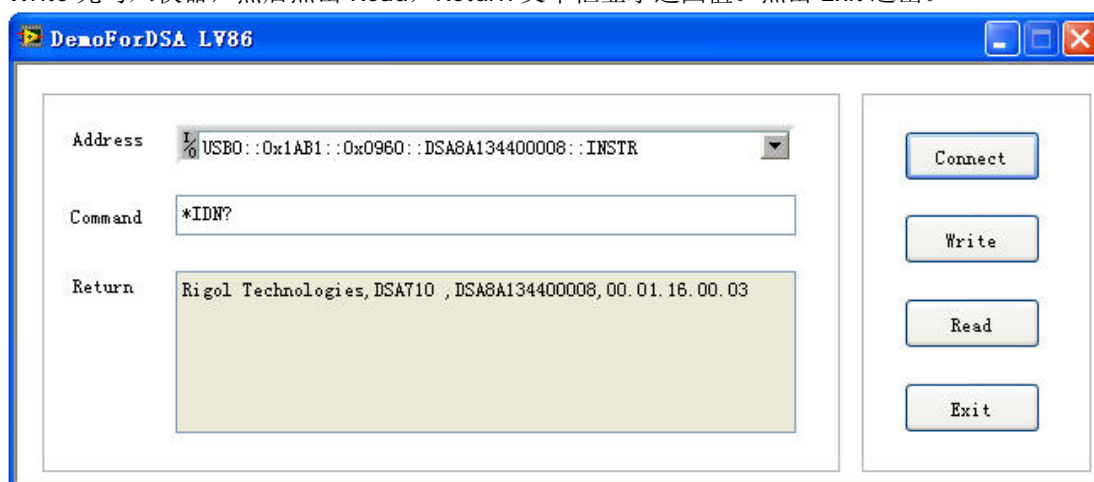 DemoForDSA LV86
Address
I/O USB0::0x1AB1::0x0960::DSA8A134400008::INSTR
Connect
Command
*IDN?
Write
Return
Rigol Technologies,DSA710 ,DSA8A134400008,00.01.16.00.03
Read
Exit